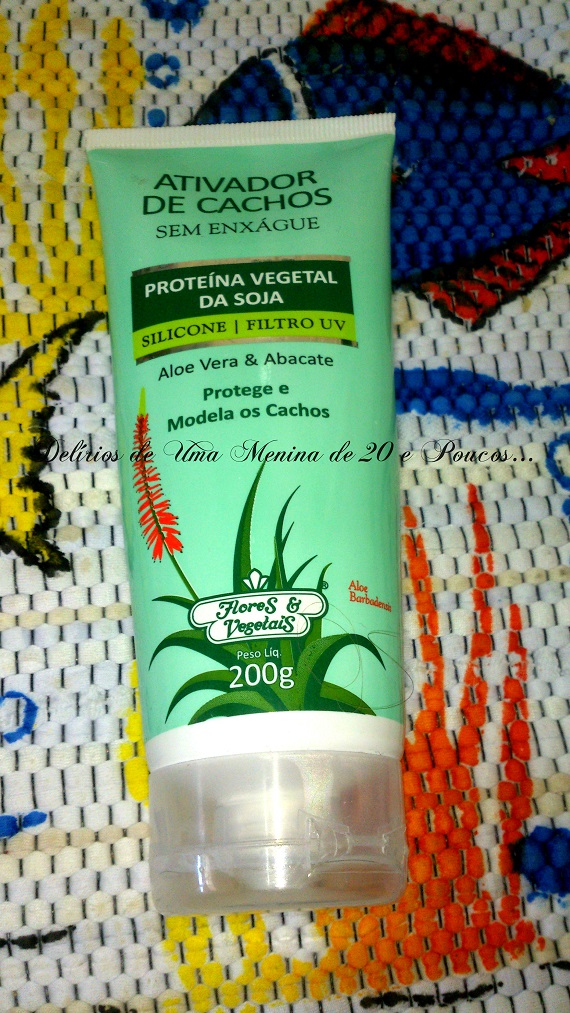 ATIVADOR
DE CACHOS
SEM ENXÁGUE
PROTEÍNA VEGETAL
DA SOJA
SILICONE | FILTRO UV
Aloe Vera & Abacate
Protege e
Modela os Cachos
Delírios de Uma Menina de 20 e Poucos...
Aloe
Barbadensis
Flores &
Vegetais ®
Peso Líq.
200g